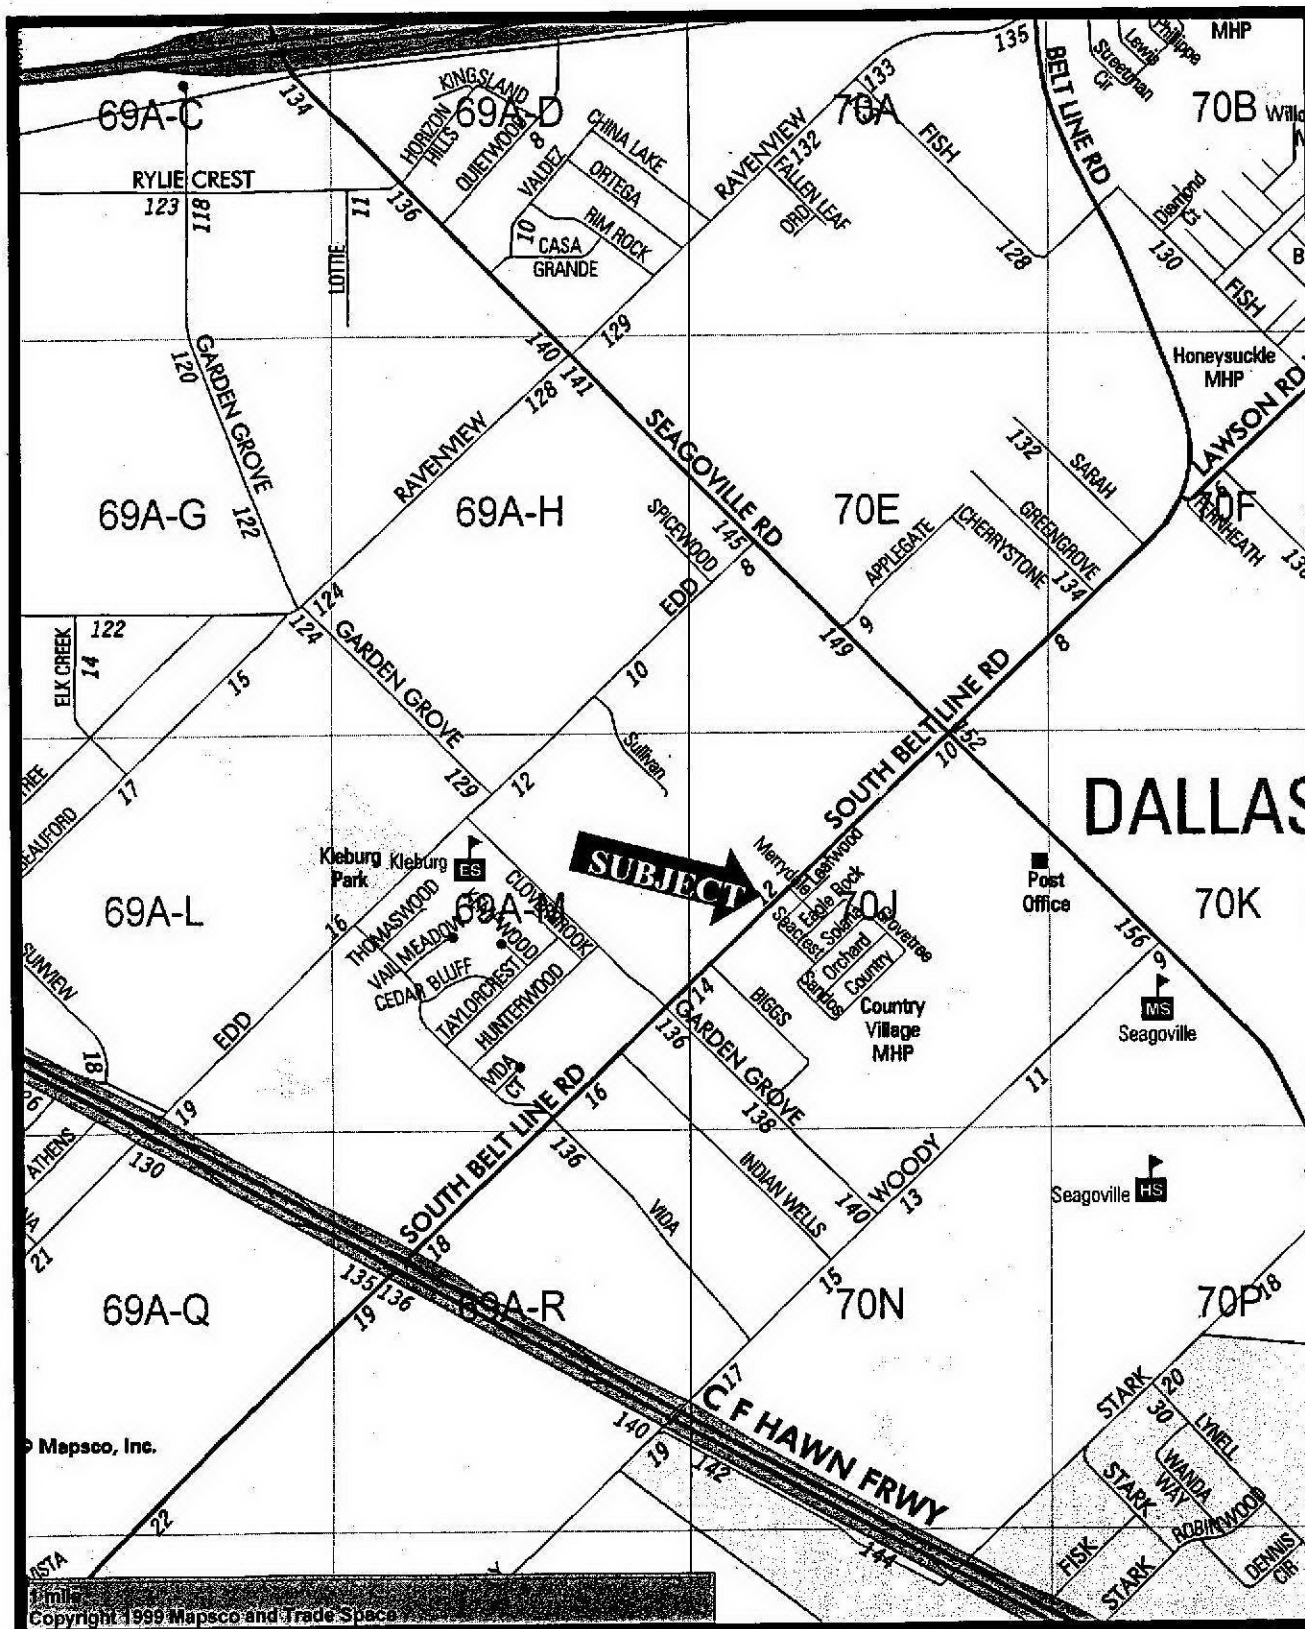 135
BELT LINE RD
Philippe
Lewis
Streetman
Cir
MHP
134
KINGSLAND
133
69A-C
69A-D
70A
70B
HORIZON
HILLS
QUIETWOOD
8
CHINA LAKE
RAVENVIEW
132
FISH
VALDEZ
ORTEGA
FALLEN LEAF
ORD
RYLIE CREST
123
118
11
136
RIM ROCK
10
CASA
GRANDE
LOTTIE
Diamond
Ct
128
130
FISH
129
140
141
GARDEN GROVE
120
128
Honeysuckle
MHP
LAWSON RD
RAVENVIEW
SEAGOVILLE RD
132
SARAH
69A-G
122
69A-H
SPICEWOOD
145
8
70E
APPLEGATE
CHERRYSTONE
GREENGROVE
134
70F
FERNHEATH
EDD
124
124
122
ELK CREEK
14
GARDEN GROVE
9
149
8
15
10
SOUTH BELT LINE RD
Sullivan
10
152
17
129
12
DALLAS
BEAUFORD
Kleburg
Park
Kleburg
ES
SUBJECT
Merrydale
Leanwood
12
Post
Office
69A-L
69A-M
70J
70K
CLOVERBROOK
THOMASWOOD
16
VAIL MEADOW
CEDAR BLUFF
TAYLORCREST
HUNTERWOOD
Eagle Rock
Solana
Seacrest
Orchard
Country
Grovetree
156
9
SUNVIEW
14
BIGGS
136
GARDEN GROVE
Country
Village
MHP
MS
Seagoville
EDD
18
VIDA
CT
16
11
19
138
26
ATHENS
130
136
SOUTH BELT LINE RD
INDIAN WELLS
WOODY
140
13
Seagoville
HS
VIDA
21
18
15
135
136
19
69A-Q
69A-R
70N
70P
18
17
C F HAWN FRWY
STARK
20
30
LYNELL
140
19
142
Mapsco, Inc.
STARK
WANDA
WAY
ROBINWOOD
22
144
FISK
STARK
DENNIS
CIR
1 mile
Copyright 1999 Mapsco and Trade Space